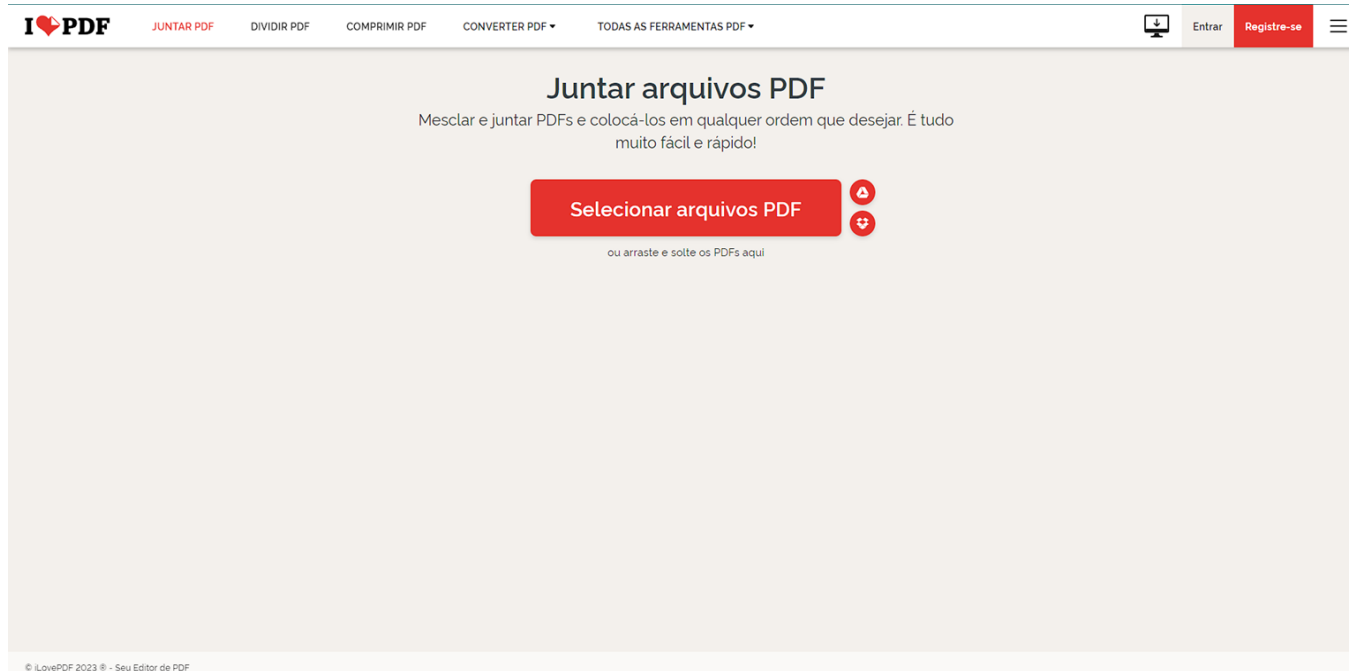 I PDF
JUNTAR PDF
DIVIDIR PDF
COMPRIMIR PDF
CONVERTER PDF
TODAS AS FERRAMENTAS PDF
Entrar
Registre-se
Juntar arquivos PDF
Mesclar e juntar PDFs e colocá-los em qualquer ordem que desejar. É tudo
muito fácil e rápido!
Selecionar arquivos PDF
ou arraste e solte os PDFs aqui
© iLovePDF 2023 ® - Seu Editor de PDF